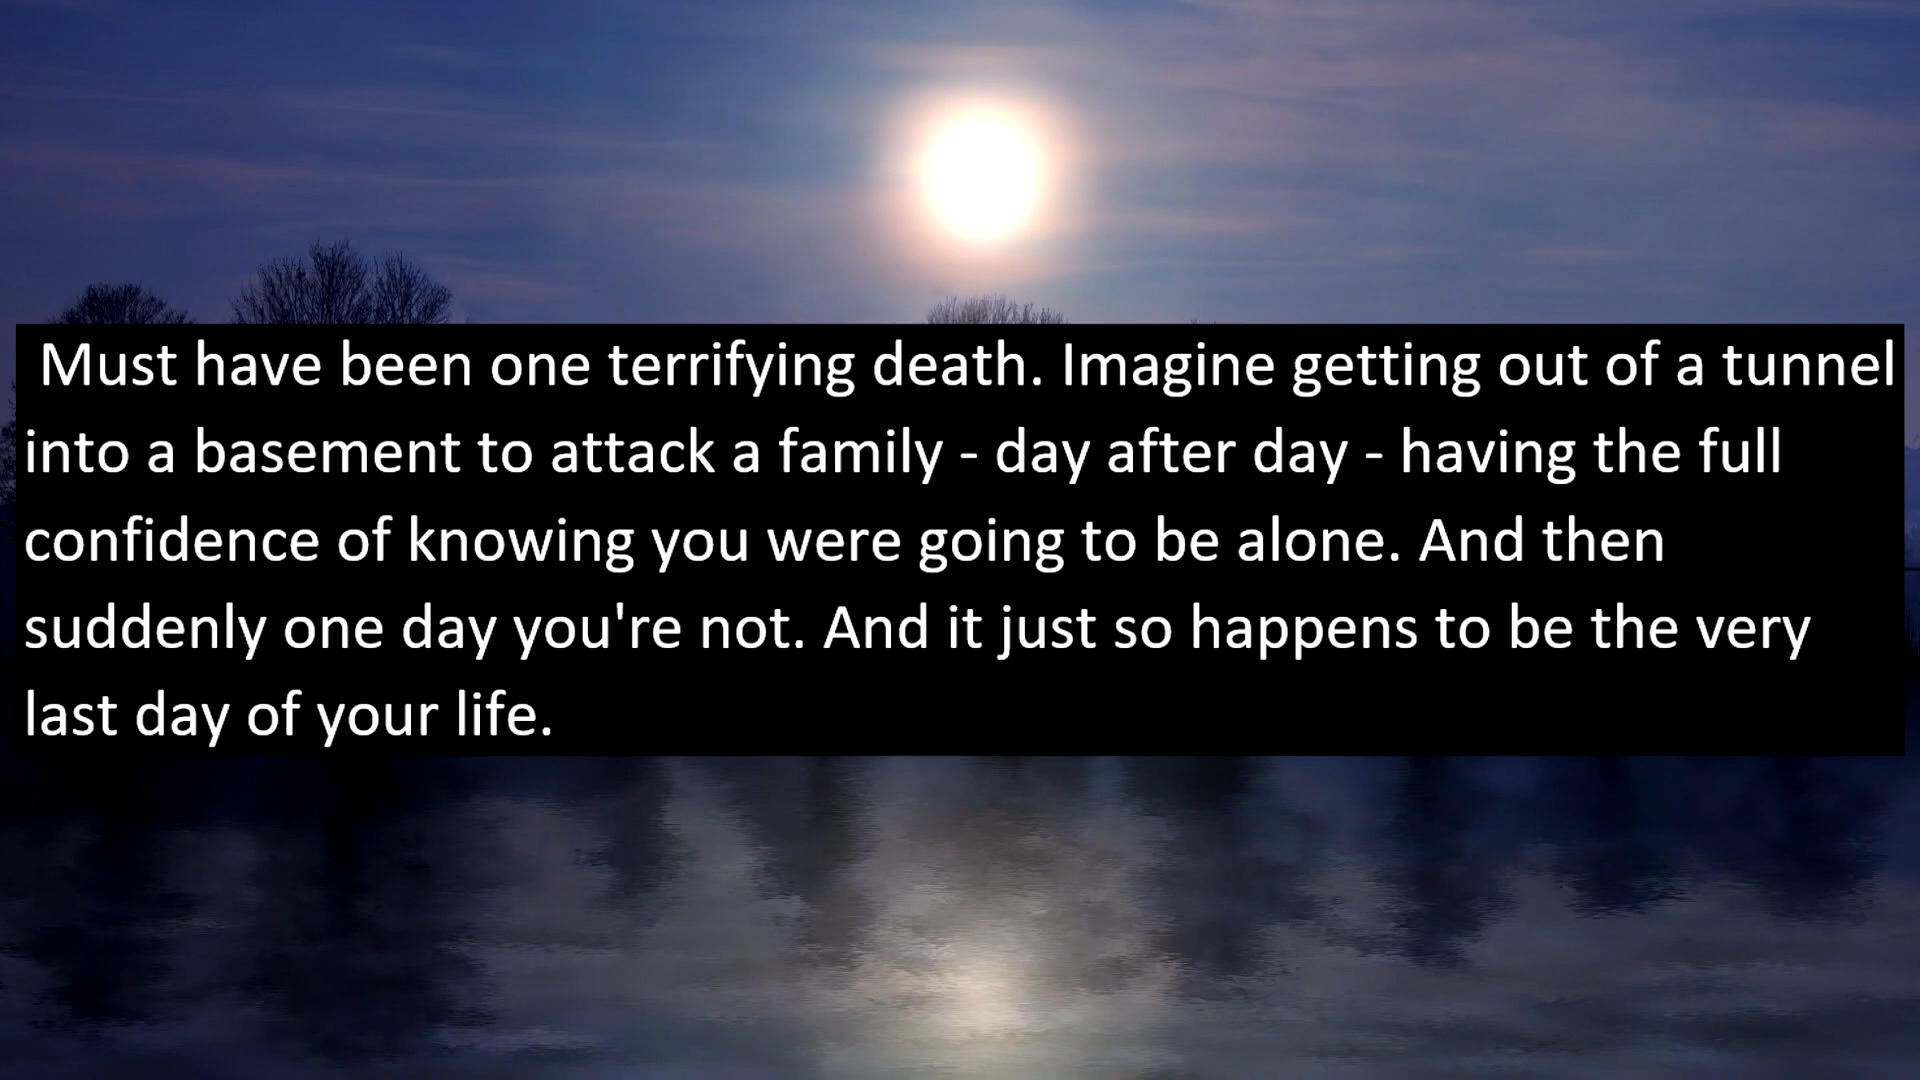 Must have been one terrifying death. Imagine getting out of a tunnel
into a basement to attack a family - day after day - having the full
confidence of knowing you were going to be alone. And then
suddenly one day you're not. And it just so happens to be the very
last day of your life.